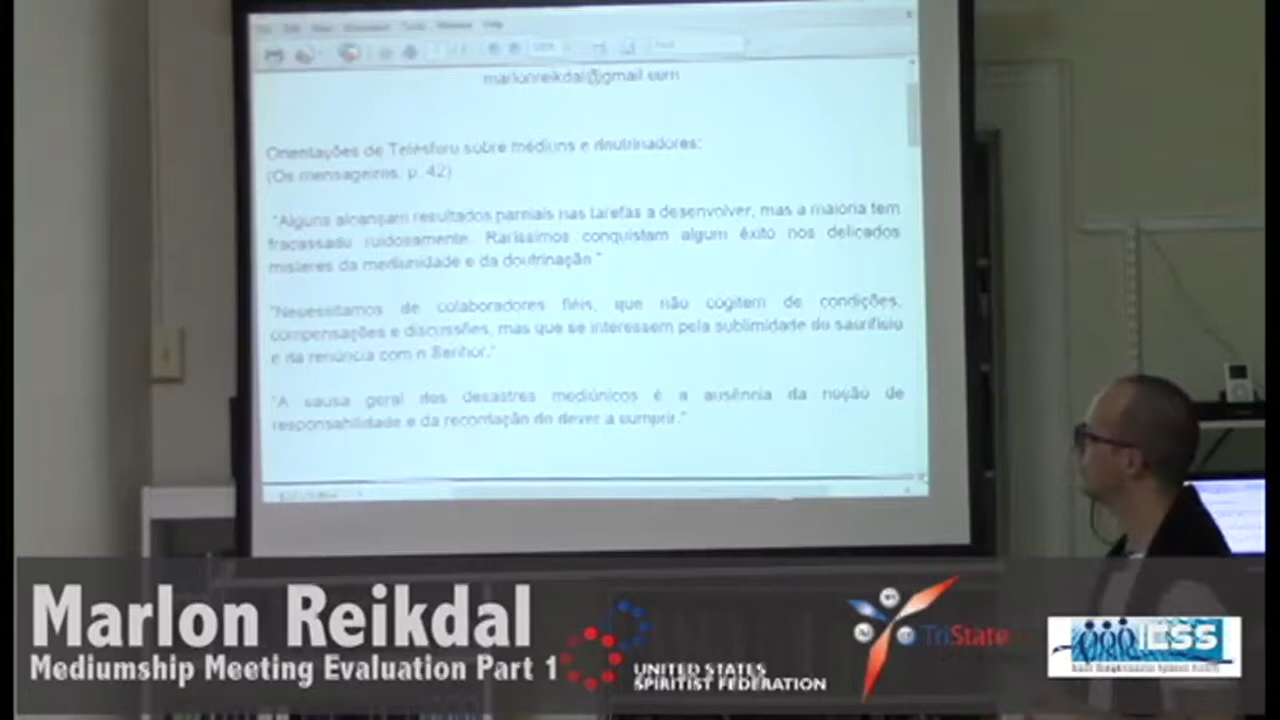 marlonreikdal@gmail.com
Orientações de Telésforo sobre médiuns e doutrinadores:
(Os mensageiros, p. 42)
"Alguns alcançam resultados parciais nas tarefas a desenvolver, mas a maioria tem
fracassado ruidosamente. Raríssimos conquistam algum êxito nos delicados
misteres da mediunidade e da doutrinação."
"Necessitamos de colaboradores fiéis, que não cogitem de condições,
compensações e discussões, mas que se interessem pela sublimidade do sacrifício
e da renúncia com o Senhor."
"A causa geral dos desastres mediúnicos é a ausência da noção de
responsabilidade e da recordação do dever a cumprir."
Marlon Reikdal
Mediumship Meeting Evaluation Part 1
UNITED STATES
SPIRITIST FEDERATION
TriState
ICSS